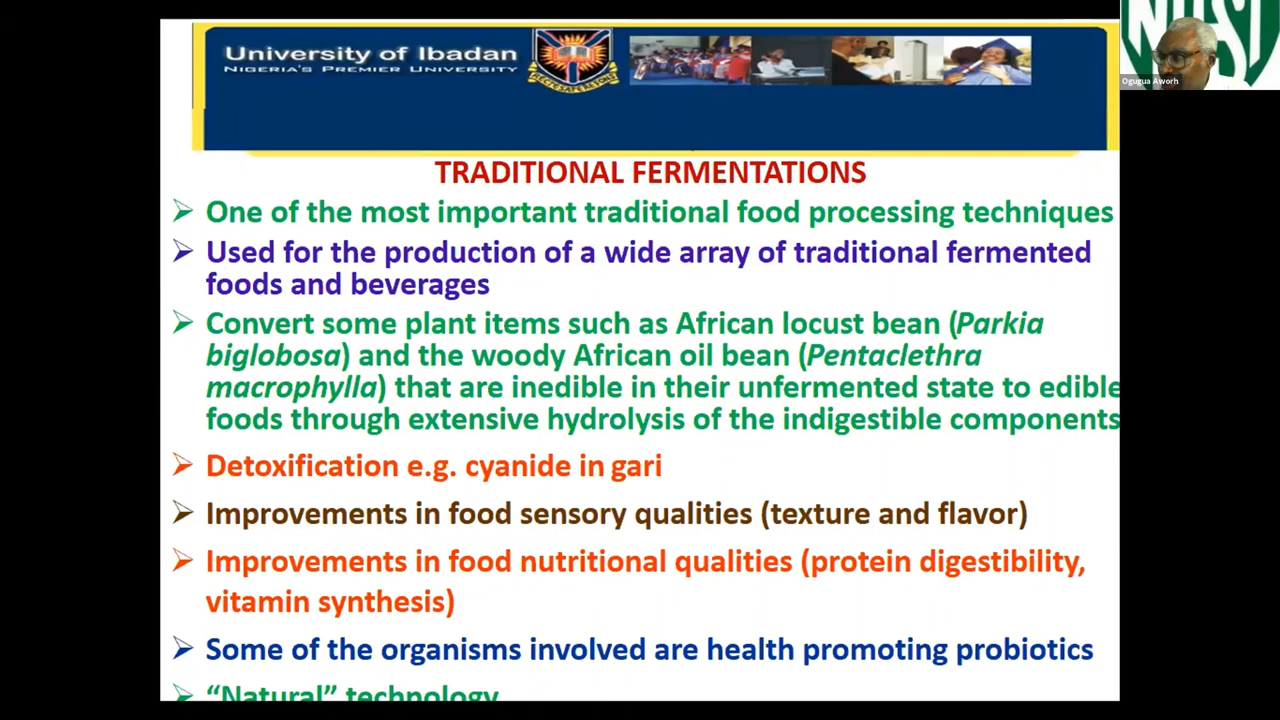 University of Ibadan
NIGERIA'S PREMIER UNIVERSITY
Ogugua Aworh
TRADITIONAL FERMENTATIONS
➢ One of the most important traditional food processing techniques
➢ Used for the production of a wide array of traditional fermented
foods and beverages
➢ Convert some plant items such as African locust bean (Parkia
biglobosa) and the woody African oil bean (Pentaclethra
macrophylla) that are inedible in their unfermented state to edible
foods through extensive hydrolysis of the indigestible components
➢ Detoxification e.g. cyanide in gari
➢ Improvements in food sensory qualities (texture and flavor)
➢ Improvements in food nutritional qualities (protein digestibility,
vitamin synthesis)
➢ Some of the organisms involved are health promoting probiotics
➢ “Natural” technology